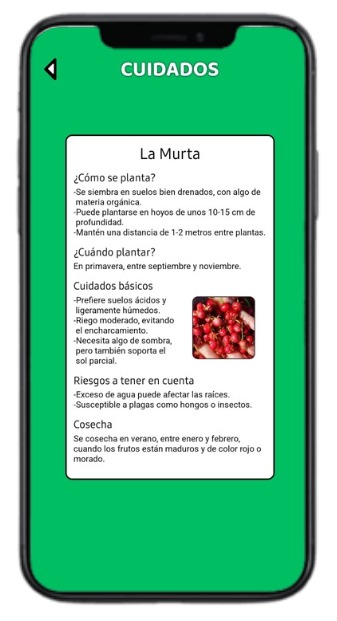 CUIDADOS
La Murta
¿Cómo se planta?
-Se siembra en suelos bien drenados, con algo de
materia orgánica.
-Puede plantarse en hoyos de unos 10-15 cm de
profundidad.
-Mantén una distancia de 1-2 metros entre plantas.
¿Cuándo plantar?
En primavera, entre septiembre y noviembre.
Cuidados básicos
-Prefiere suelos ácidos y
ligeramente húmedos.
-Riego moderado, evitando
el encharcamiento.
-Necesita algo de sombra,
pero también soporta el
sol parcial.
Riesgos a tener en cuenta
-Exceso de agua puede afectar las raíces.
-Susceptible a plagas como hongos o insectos.
Cosecha
Se cosecha en verano, entre enero y febrero,
cuando los frutos están maduros y de color rojo o
morado.